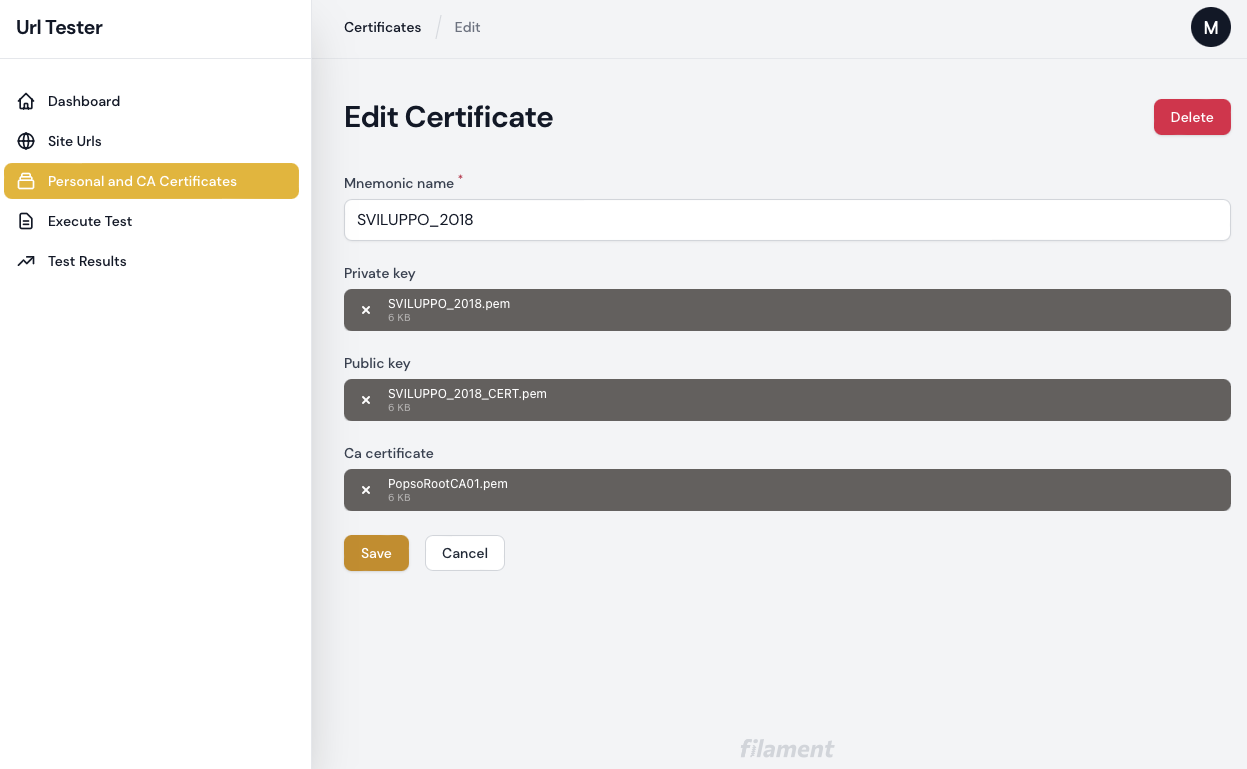 Url Tester
Certificates / Edit
M
Dashboard
Site Urls
Personal and CA Certificates
Execute Test
Test Results
Edit Certificate
Delete
Mnemonic name *
SVILUPPO_2018
Private key
SVILUPPO_2018.pem
6 KB
Public key
SVILUPPO_2018_CERT.pem
6 KB
Ca certificate
PopsoRootCA01.pem
6 KB
Save
Cancel
filament